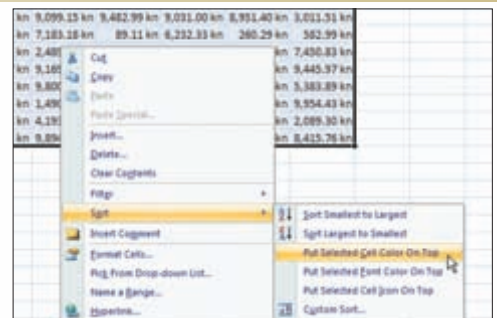 kn 9,099.15 kn 9,482.99 kn 9,031.00 kn 8,951.40 kn 3,011.51 kn
kn 7,183.18 kn 89.11 kn 6,232.33 kn 260.29 kn 582.99 kn
kn 7,450.83 kn
kn 9,445.97 kn
kn 9,800 kn 5,383.89 kn
kn 1,490 kn 9,954.43 kn
kn 2,089.30 kn
kn 8,415.76 kn
Cut
Copy
Paste
Paste Special...
Insert...
Delete...
Clear Contents
Filter
Sort
Insert Comment
Format Cells...
Pick From Drop-down List...
Name a Range...
Hyperlink...
Sort Smallest to Largest
Sort Largest to Smallest
Put Selected Cell Color On Top
Put Selected Font Color On Top
Put Selected Cell Icon On Top
Custom Sort...